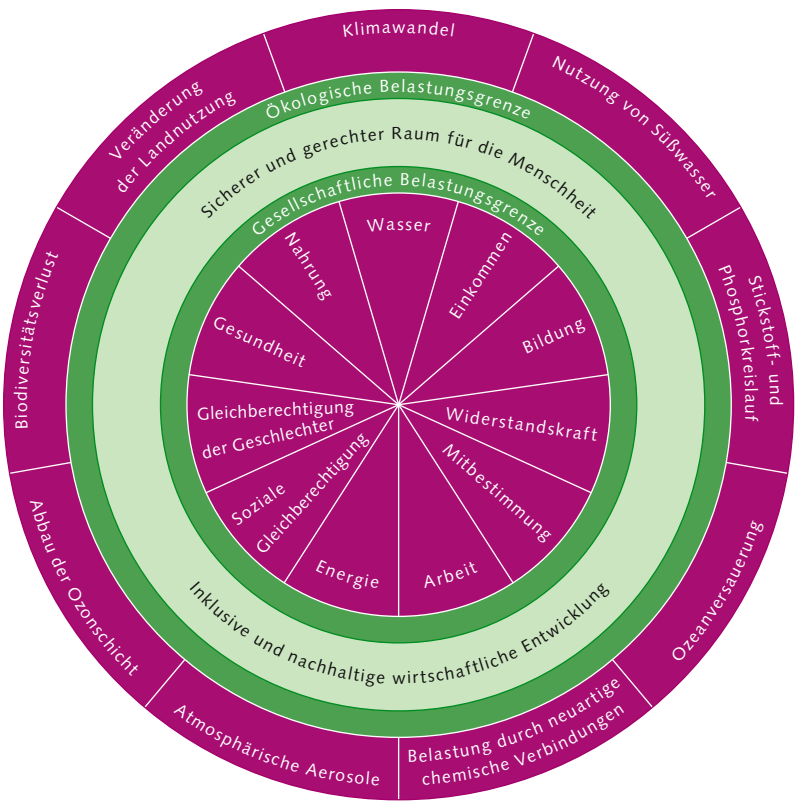 Klimawandel
Nutzung von Süßwasser
Stickstoff- und
Phosphorkreislauf
Ozeanversauerung
Belastung durch neuartige
chemische Verbindungen
Atmosphärische Aerosole
Abbau der Ozonschicht
Biodiversitätsverlust
Veränderung
der Landnutzung
Ökologische Belastungsgrenze
Sicherer und gerechter Raum für die Menschheit
Gesellschaftliche Belastungsgrenze
Wasser
Einkommen
Bildung
Widerstandskraft
Mitbestimmung
Arbeit
Energie
Soziale
Gleichberechtigung
Gleichberechtigung
der Geschlechter
Gesundheit
Nahrung
Inklusive und nachhaltige wirtschaftliche Entwicklung